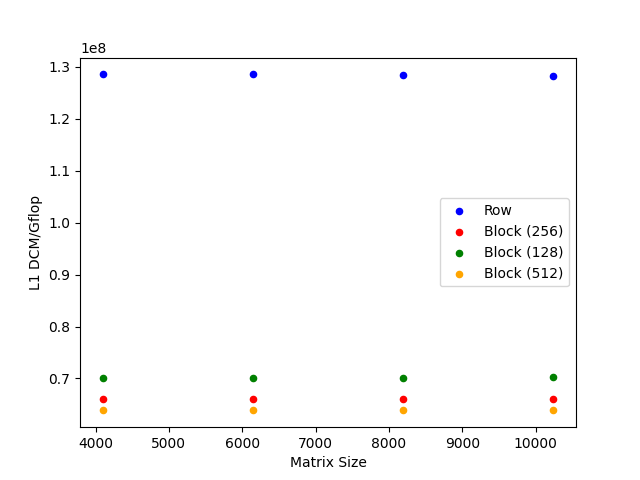 1e8
1.3
1.2
1.1
1.0
0.9
0.8
0.7
L1 DCM/Gflop
Row
Block (256)
Block (128)
Block (512)
4000 5000 6000 7000 8000 9000 10000
Matrix Size